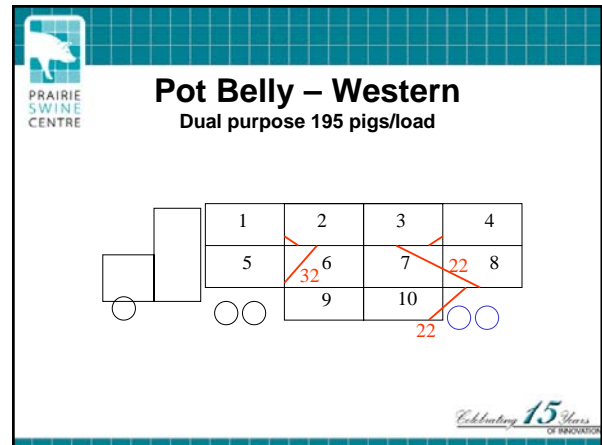 PRAIRIE
SWINE
CENTRE
Pot Belly – Western
Dual purpose 195 pigs/load
1 2 3 4
5 32 6 7 22 8
9 10
22
Celebrating 15 Years
OF INNOVATION